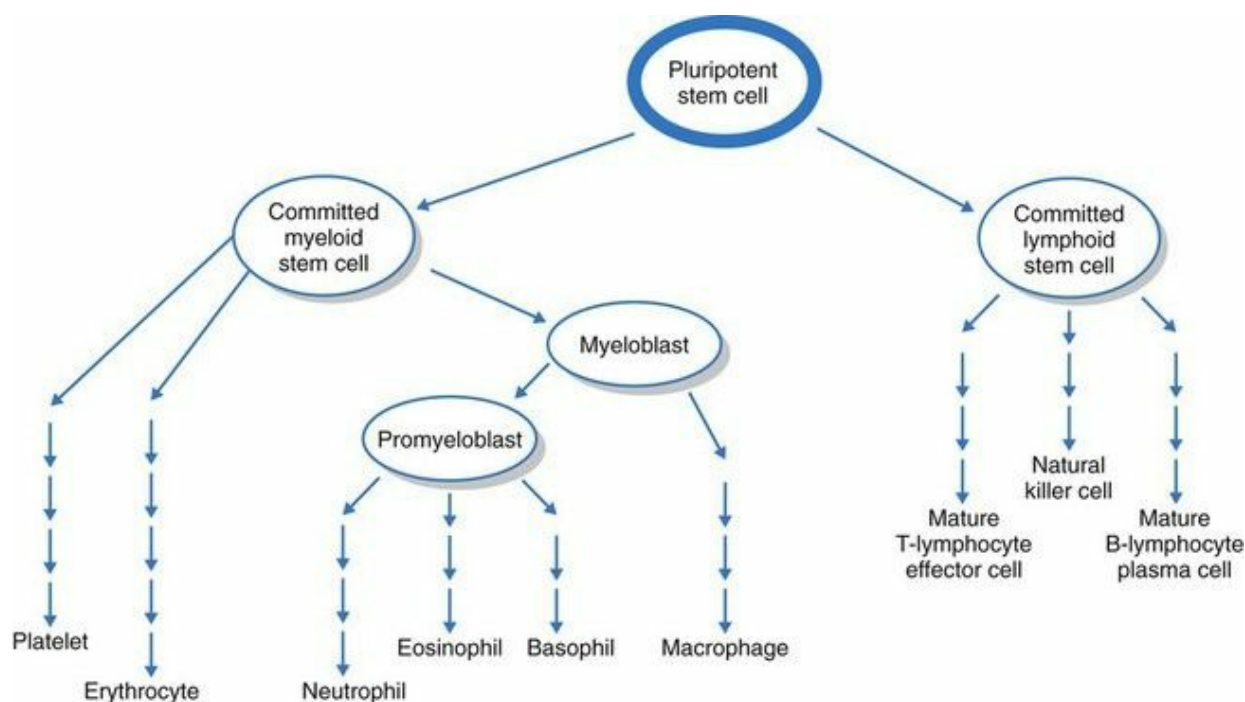 Pluripotent
stem cell
Committed
myeloid
stem cell
Committed
lymphoid
stem cell
Myeloblast
Promyeloblast
Natural
killer cell
Mature
T-lymphocyte
effector cell
Mature
B-lymphocyte
plasma cell
Platelet
Eosinophil
Basophil
Macrophage
Erythrocyte
Neutrophil